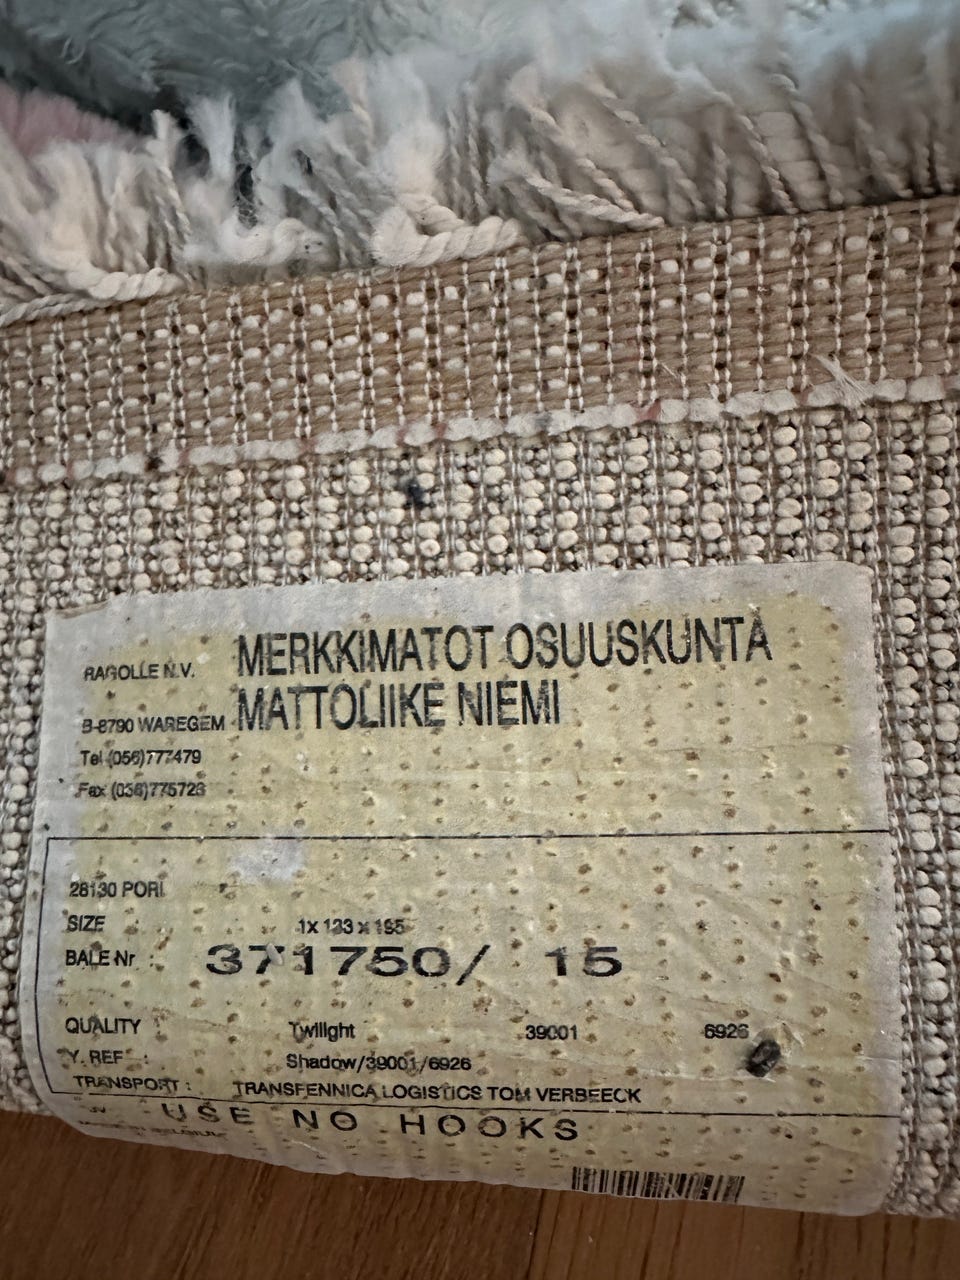 RAGOLLE N.V. MERKKIMATOT OSUUSKUNTA
MATTOLIIKE NIEMI
B-8790 WAREGEM
Tel (056)777479
Fax (056)775726
28130 PORI
SIZE 1x 133 x 195
BALE Nr : 371750/ 15
QUALITY Twilight 39001 6926
Y. REF : Shadow/39001/6926
TRANSPORT : TRANSFENNICA LOGISTICS TOM VERBEECK
USE NO HOOKS